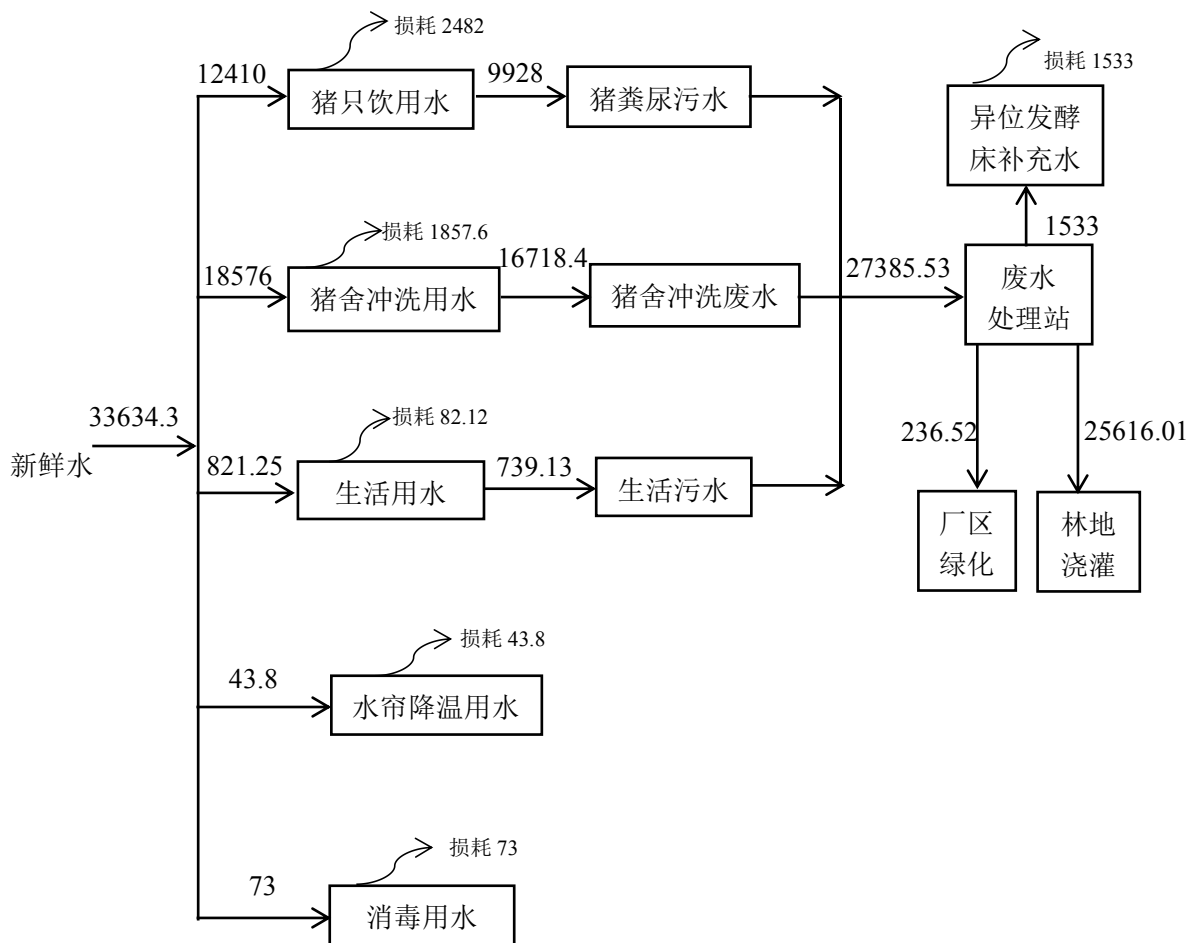 损耗 2482
12410
猪只饮用水
9928
猪粪尿污水
损耗 1533
异位发酵
床补充水
1533
损耗 1857.6
18576
猪舍冲洗用水
16718.4
猪舍冲洗废水
27385.53
废水
处理站
236.52
25616.01
厂区
绿化
林地
浇灌
33634.3
新鲜水
损耗 82.12
821.25
生活用水
739.13
生活污水
损耗 43.8
43.8
水帘降温用水
损耗 73
73
消毒用水